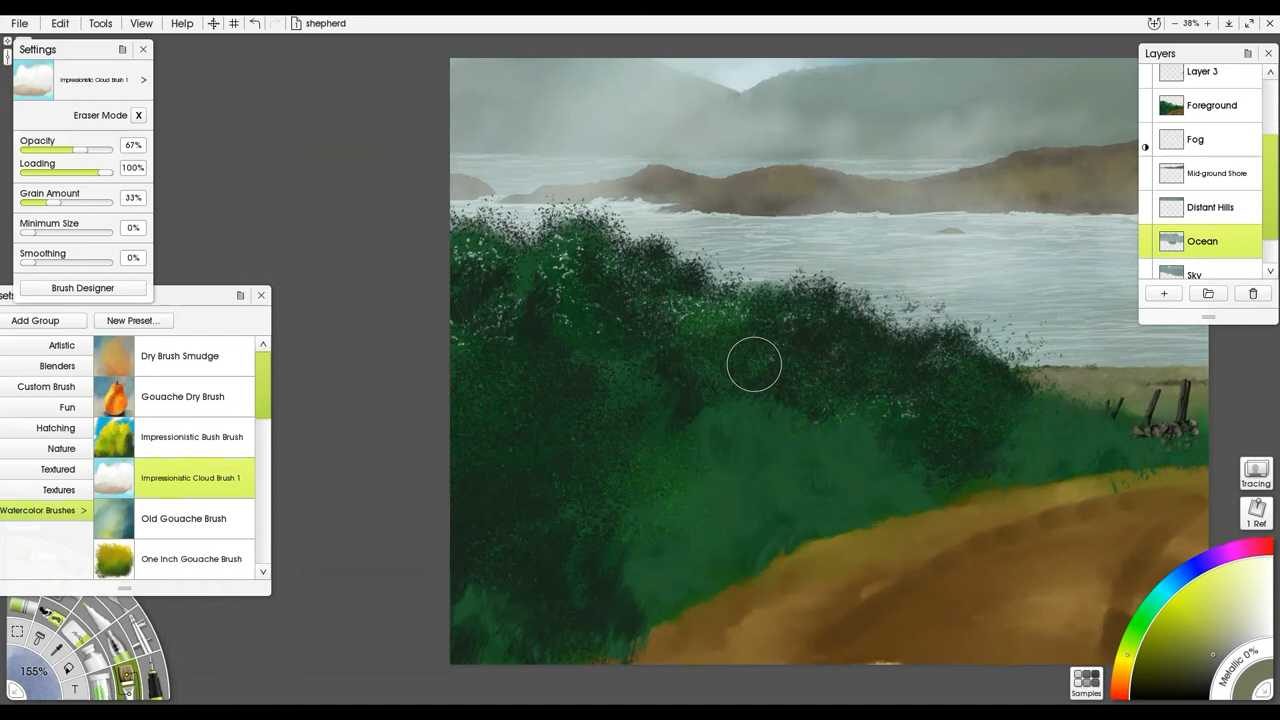 File Edit Tools View Help shepherd 38%
Settings
Impressionistic Cloud Brush 1 >
Eraser Mode X
Opacity 67%
Loading 100%
Grain Amount 33%
Minimum Size 0%
Smoothing 0%
Brush Designer
Add Group New Preset...
Artistic
Blenders
Custom Brush
Fun
Hatching
Nature
Textured
Textures
Watercolor Brushes >
Dry Brush Smudge
Gouache Dry Brush
Impressionistic Bush Brush
Impressionistic Cloud Brush 1
Old Gouache Brush
One Inch Gouache Brush
155%
T
Layers
Layer 3
Foreground
Fog
Mid-ground Shore
Distant Hills
Ocean
Sky
Tracing
1 Ref
Metallic 0%
Samples